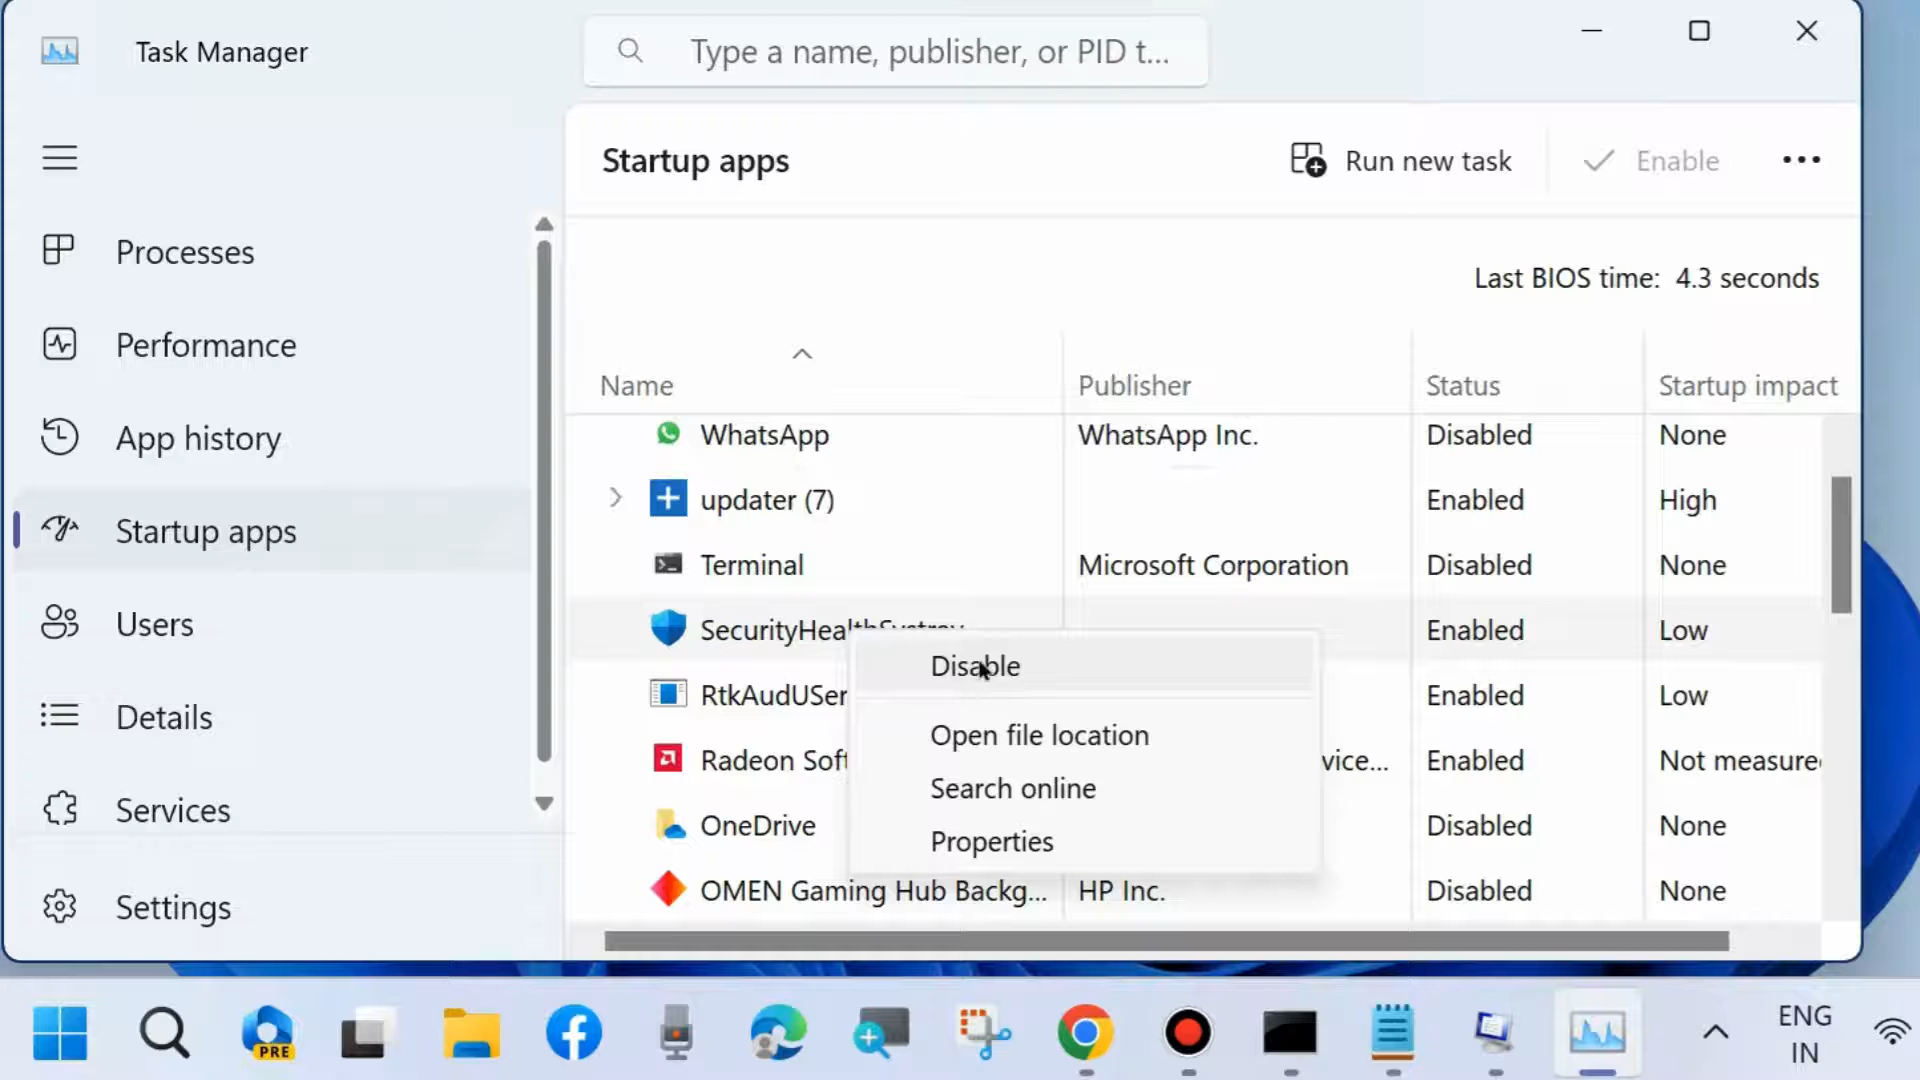 Task Manager
Type a name, publisher, or PID t...
Startup apps
Run new task
Enable
Last BIOS time: 4.3 seconds
Processes
Performance
App history
Startup apps
Users
Details
Services
Settings
Name Publisher Status Startup impact
WhatsApp WhatsApp Inc. Disabled None
updater (7) Enabled High
Terminal Microsoft Corporation Disabled None
SecurityHealthSystray Enabled Low
Disable
RtkAudUSer Enabled Low
Open file location
Radeon Soft vice... Enabled Not measure
Search online
OneDrive Disabled None
Properties
OMEN Gaming Hub Backg... HP Inc. Disabled None
PRE
ENG
IN